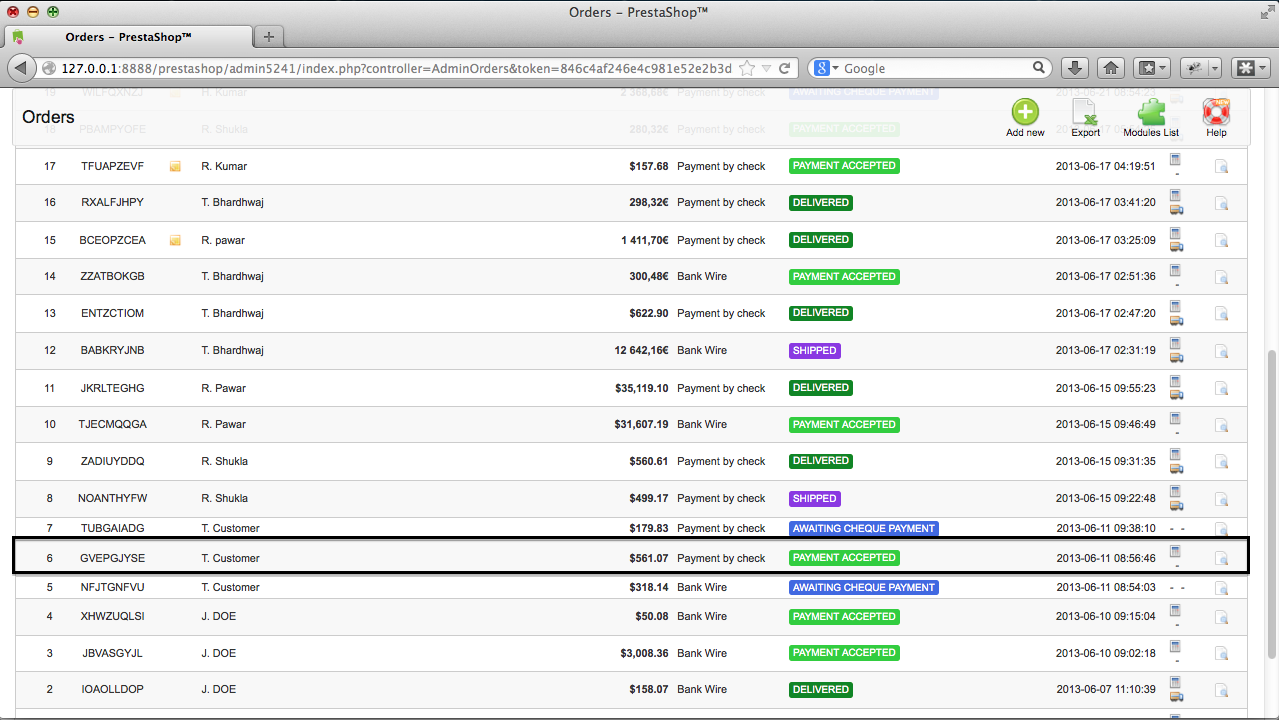 Orders – PrestaShop™
Orders – PrestaShop™
127.0.0.1:8888/prestashop/admin5241/index.php?controller=AdminOrders&token=846c4af246e4c981e52e2b3d
Google
19 WILFQXNZJ H. Kumar 2 368,68€ AWAITING CHEQUE PAYMENT 2013-06-21 08:54:23
Orders
Add new Export Modules List Help
18 PBAMPYOFE R. Shukla 280,32€ PAYMENT ACCEPTED
17 TFUAPZEVF R. Kumar $157.68 Payment by check PAYMENT ACCEPTED 2013-06-17 04:19:51 -
16 RXALFJHPY T. Bhardhwaj 298,32€ Payment by check DELIVERED 2013-06-17 03:41:20
15 BCEOPZCEA R. pawar 1 411,70€ Payment by check DELIVERED 2013-06-17 03:25:09
14 ZZATBOKGB T. Bhardhwaj 300,48€ Bank Wire PAYMENT ACCEPTED 2013-06-17 02:51:36 -
13 ENTZCTIOM T. Bhardhwaj $622.90 Payment by check DELIVERED 2013-06-17 02:47:20
12 BABKRYJNB T. Bhardhwaj 12 642,16€ Bank Wire SHIPPED 2013-06-17 02:31:19
11 JKRLTEGHG R. Pawar $35,119.10 Payment by check DELIVERED 2013-06-15 09:55:23
10 TJECMQQGA R. Pawar $31,607.19 Bank Wire PAYMENT ACCEPTED 2013-06-15 09:46:49 -
9 ZADIUYDDQ R. Shukla $560.61 Payment by check DELIVERED 2013-06-15 09:31:35
8 NOANTHYFW R. Shukla $499.17 Payment by check SHIPPED 2013-06-15 09:22:48
7 TUBGAIADG T. Customer $179.83 Payment by check AWAITING CHEQUE PAYMENT 2013-06-11 09:38:10 - -
6 GVEPGJYSE T. Customer $561.07 Payment by check PAYMENT ACCEPTED 2013-06-11 08:56:46 -
5 NFJTGNFVU T. Customer $318.14 Bank Wire AWAITING CHEQUE PAYMENT 2013-06-11 08:54:03 - -
4 XHWZUQLSI J. DOE $50.08 Bank Wire PAYMENT ACCEPTED 2013-06-10 09:15:04 -
3 JBVASGYJL J. DOE $3,008.36 Bank Wire PAYMENT ACCEPTED 2013-06-10 09:02:18 -
2 IOAOLLDOP J. DOE $158.07 Bank Wire DELIVERED 2013-06-07 11:10:39